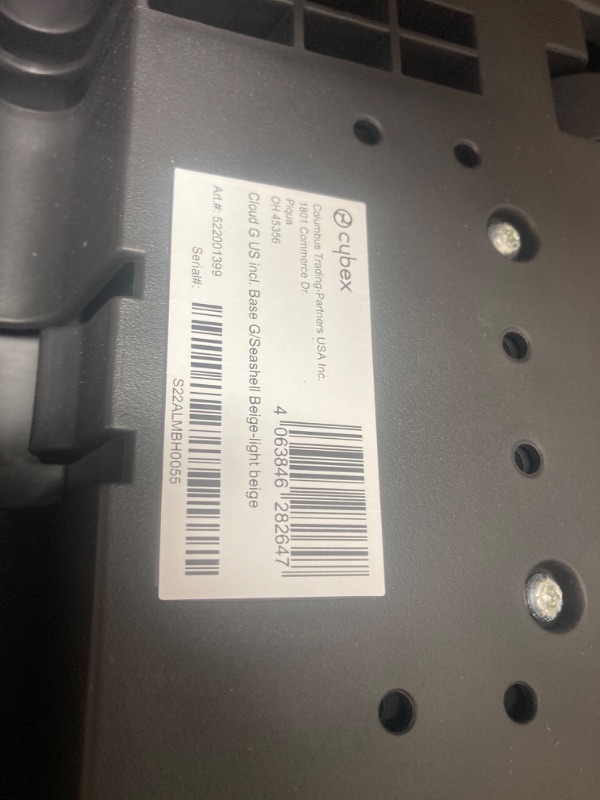 cybex
Columbus Trading-Partners USA Inc.
1801 Commerce Dr.
Piqua
OH 45356
4 063846 282647
Cloud G US incl. Base G/Seashell Beige-light beige
Art.#: 522001399
Serial#:
S22ALMBH0055